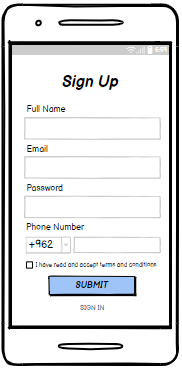 Sign Up
Full Name
Email
Password
Phone Number
+962
I have read and accept terms and conditions
SUBMIT
SIGN IN